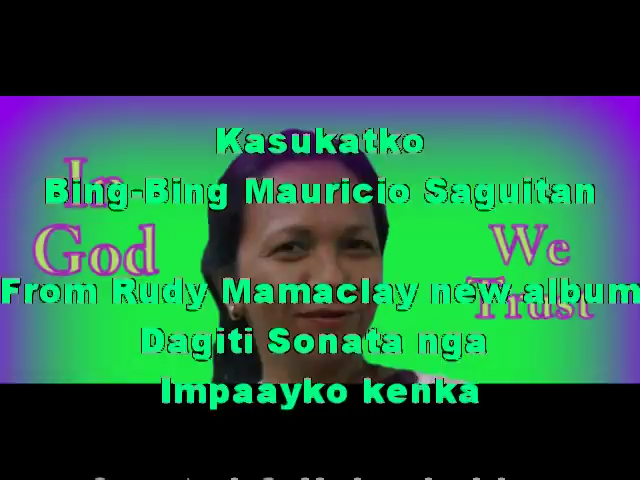 Kasukatko
Bing-Bing Mauricio Saguitan
In
God
We
Trust
From Rudy Mamaclay new album
Dagiti Sonata nga
Impaayko kenka